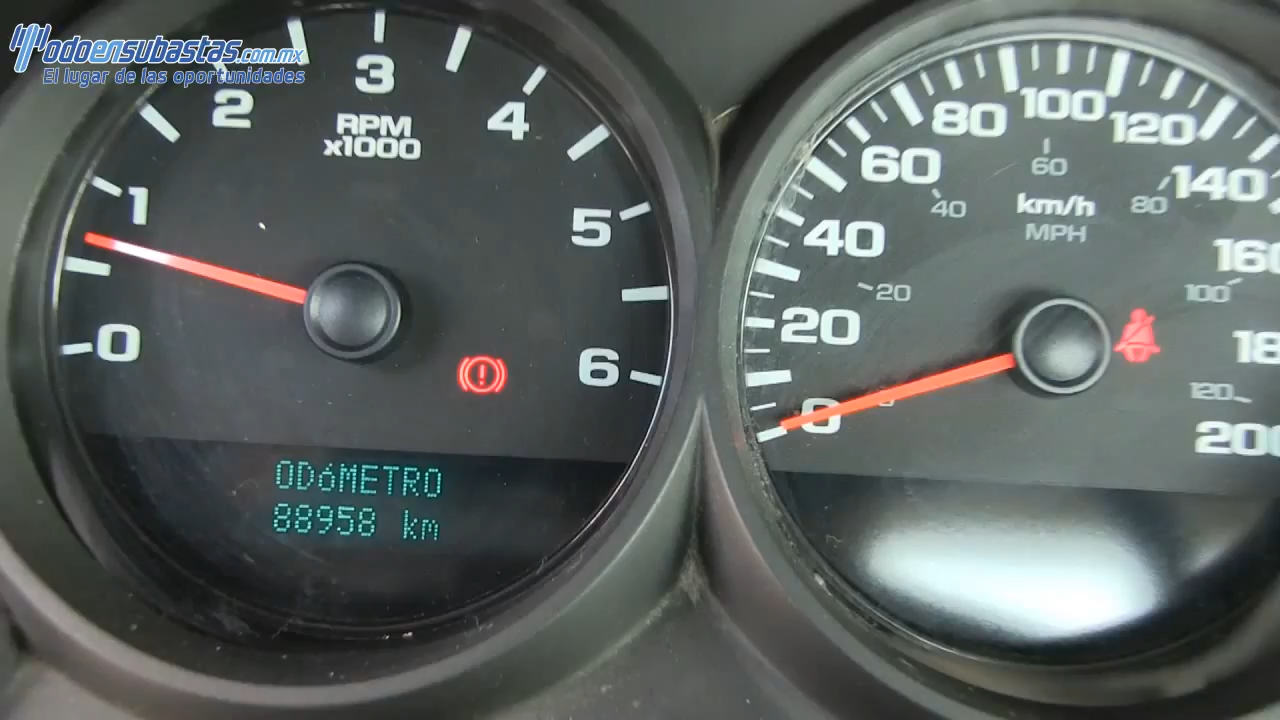 Todoensubastas.com.mx
El lugar de las oportunidades
0 1 2 3 4 5 6
RPM
x1000
ODóMETRO
88958 km
0 20 40 60 80 100 120 140 160 18 200
0 20 40 60 80 100 120
km/h
MPH